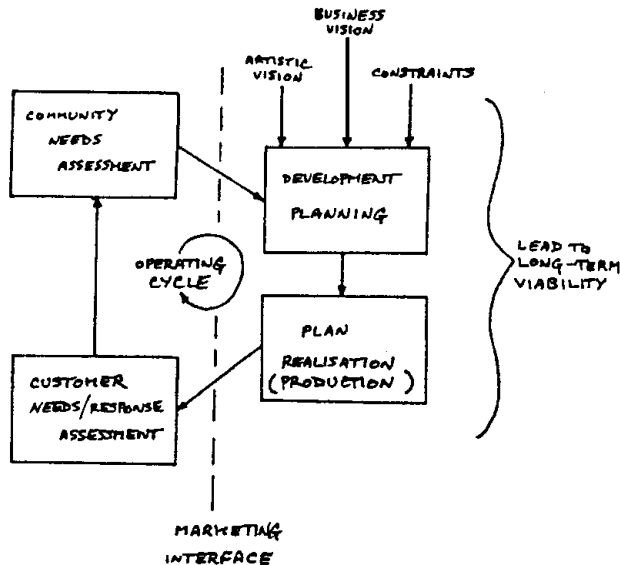 BUSINESS
VISION
ARTISTIC
VISION
CONSTRAINTS
COMMUNITY
NEEDS
ASSESSMENT
DEVELOPMENT
PLANNING
OPERATING
CYCLE
LEAD TO
LONG-TERM
VIABILITY
PLAN
REALISATION
(PRODUCTION)
CUSTOMER
NEEDS/RESPONSE
ASSESSMENT
MARKETING
INTERFACE